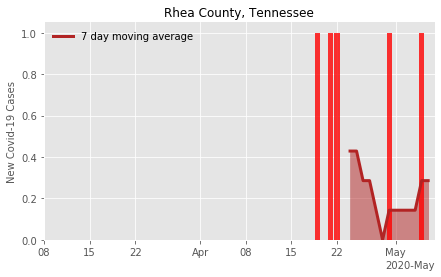 Rhea County, Tennessee
7 day moving average
New Covid-19 Cases
1.0
0.8
0.6
0.4
0.2
0.0
08 15 22 Apr 08 15 22 May
2020-May